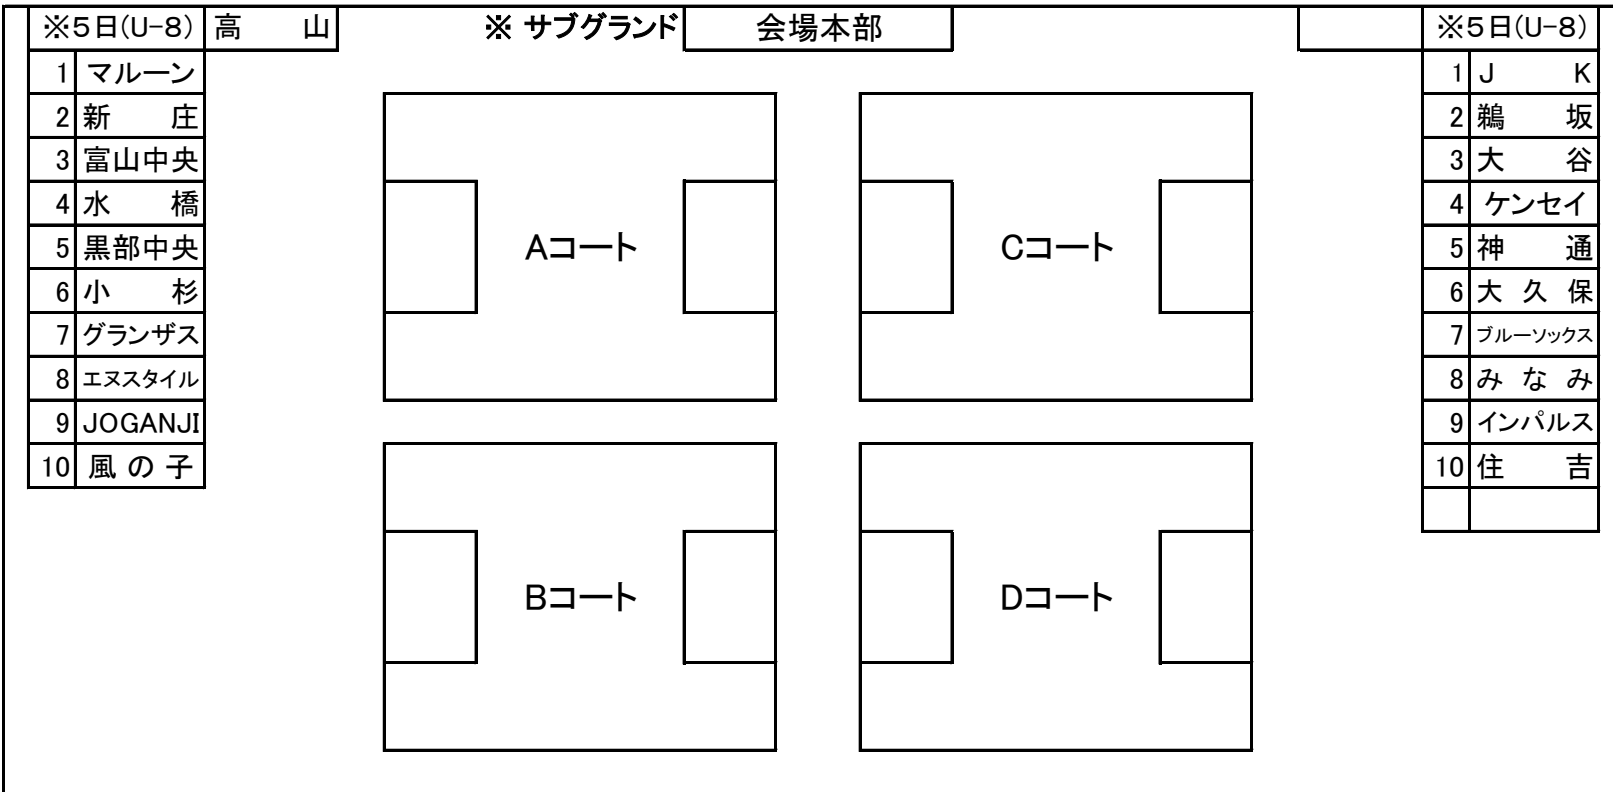 ※5日(U-8) 高 山 ※ サブグランド 会場本部 ※5日(U-8)
1 マルーン
2 新 庄
3 富山中央
4 水 橋
5 黒部中央
6 小 杉
7 グランザス
8 エヌスタイル
9 JOGANJI
10 風の子
Aコート
Cコート
Bコート
Dコート
1 J K
2 鵜 坂
3 大 谷
4 ケンセイ
5 神 通
6 大 久 保
7 ブルーソックス
8 み な み
9 インパルス
10 住 吉